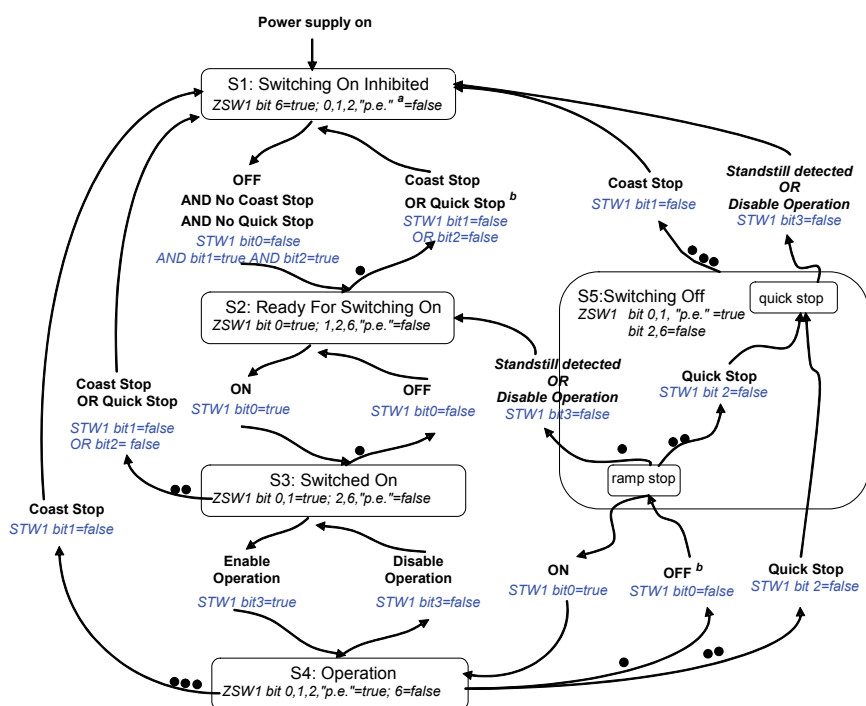 Power supply on
S1: Switching On Inhibited
ZSW1 bit 6=true; 0,1,2,"p.e." a=false
OFF
AND No Coast Stop
AND No Quick Stop
STW1 bit0=false
AND bit1=true AND bit2=true
Coast Stop
OR Quick Stop b
STW1 bit1=false
OR bit2=false
Coast Stop
STW1 bit1=false
Standstill detected
OR
Disable Operation
STW1 bit3=false
S2: Ready For Switching On
ZSW1 bit 0=true; 1,2,6,"p.e."=false
S5:Switching Off
ZSW1 bit 0,1, "p.e." =true
bit 2,6=false
quick stop
Coast Stop
OR Quick Stop
STW1 bit1=false
OR bit2= false
ON
STW1 bit0=true
OFF
STW1 bit0=false
Standstill detected
OR
Disable Operation
STW1 bit3=false
Quick Stop
STW1 bit 2=false
S3: Switched On
ZSW1 bit 0,1=true; 2,6,"p.e."=false
ramp stop
Coast Stop
STW1 bit1=false
Enable
Operation
STW1 bit3=true
Disable
Operation
STW1 bit3=false
ON
STW1 bit0=true
OFF b
STW1 bit0=false
Quick Stop
STW1 bit 2=false
S4: Operation
ZSW1 bit 0,1,2,"p.e."=true; 6=false